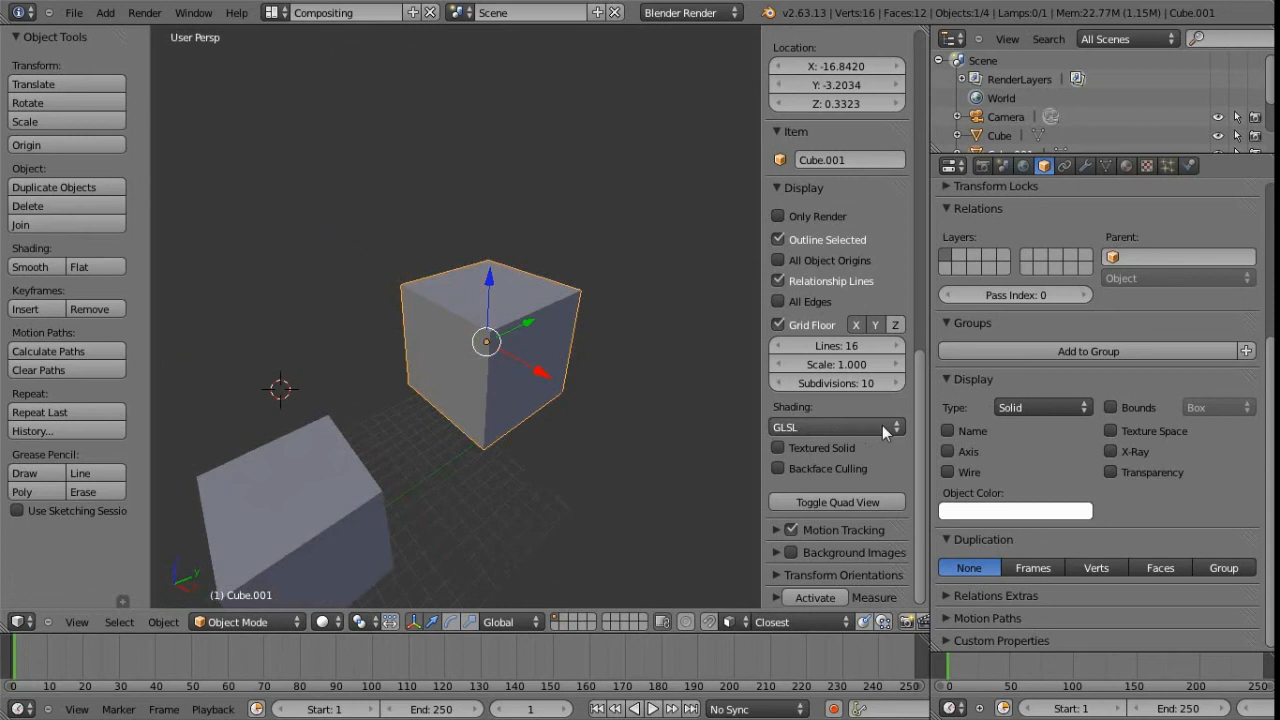 File Add Render Window Help Compositing Scene Blender Render v2.63.13 | Verts:16 | Faces:12 | Objects:1/4 | Lamps:0/1 | Mem:22.77M (1.15M) | Cube.001
Object Tools
Transform:
Translate
Rotate
Scale
Origin
Object:
Duplicate Objects
Delete
Join
Shading:
Smooth Flat
Keyframes:
Insert Remove
Motion Paths:
Calculate Paths
Clear Paths
Repeat:
Repeat Last
History...
Grease Pencil:
Draw Line
Poly Erase
Use Sketching Sessio
User Persp
y
(1) Cube.001
Location:
X: -16.8420
Y: -3.2034
Z: 0.3323
Item
Cube.001
Display
Only Render
Outline Selected
All Object Origins
Relationship Lines
All Edges
Grid Floor X Y Z
Lines: 16
Scale: 1.000
Subdivisions: 10
Shading:
GLSL
Textured Solid
Backface Culling
Toggle Quad View
Motion Tracking
Background Images
Transform Orientations
Activate Measure
View Search All Scenes
Scene
RenderLayers |
World
Camera |
Cube |
Transform Locks
Relations
Layers: Parent:
Object
Pass Index: 0
Groups
Add to Group
Display
Type: Solid Bounds Box
Name Texture Space
Axis X-Ray
Wire Transparency
Object Color:
Duplication
None Frames Verts Faces Group
Relations Extras
Motion Paths
Custom Properties
View Select Object Object Mode Global Closest
0 10 20 30 40 50 60 70 80 90 100 110 120 130 140 150 160 170 180 190 200 210 220 230 240 250
View Marker Frame Playback Start: 1 End: 250 1 No Sync
0 50 100 150 200 250
Start: 1 End: 250